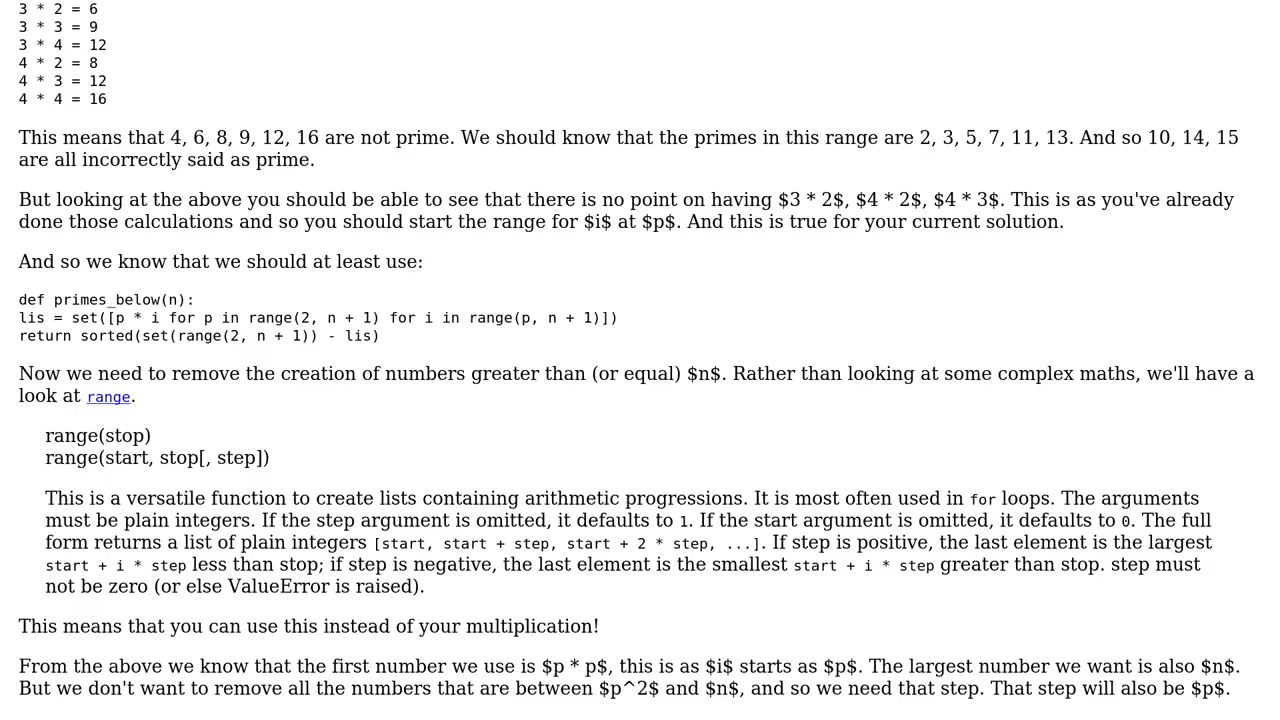 3 * 2 = 6
3 * 3 = 9
3 * 4 = 12
4 * 2 = 8
4 * 3 = 12
4 * 4 = 16
This means that 4, 6, 8, 9, 12, 16 are not prime. We should know that the primes in this range are 2, 3, 5, 7, 11, 13. And so 10, 14, 15
are all incorrectly said as prime.
But looking at the above you should be able to see that there is no point on having $3 * 2$, $4 * 2$, $4 * 3$. This is as you've already
done those calculations and so you should start the range for $i$ at $p$. And this is true for your current solution.
And so we know that we should at least use:
def primes_below(n):
lis = set([p * i for p in range(2, n + 1) for i in range(p, n + 1)])
return sorted(set(range(2, n + 1)) - lis)
Now we need to remove the creation of numbers greater than (or equal) $n$. Rather than looking at some complex maths, we'll have a
look at range.
range(stop)
range(start, stop[, step])
This is a versatile function to create lists containing arithmetic progressions. It is most often used in for loops. The arguments
must be plain integers. If the step argument is omitted, it defaults to 1. If the start argument is omitted, it defaults to 0. The full
form returns a list of plain integers [start, start + step, start + 2 * step, ...]. If step is positive, the last element is the largest
start + i * step less than stop; if step is negative, the last element is the smallest start + i * step greater than stop. step must
not be zero (or else ValueError is raised).
This means that you can use this instead of your multiplication!
From the above we know that the first number we use is $p * p$, this is as $i$ starts as $p$. The largest number we want is also $n$.
But we don't want to remove all the numbers that are between $p^2$ and $n$, and so we need that step. That step will also be $p$.